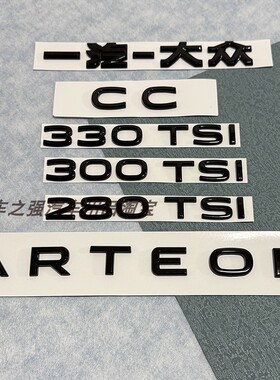 一汽-大众
CC
330 TSI
300 TSI
280 TSI
ARTEON